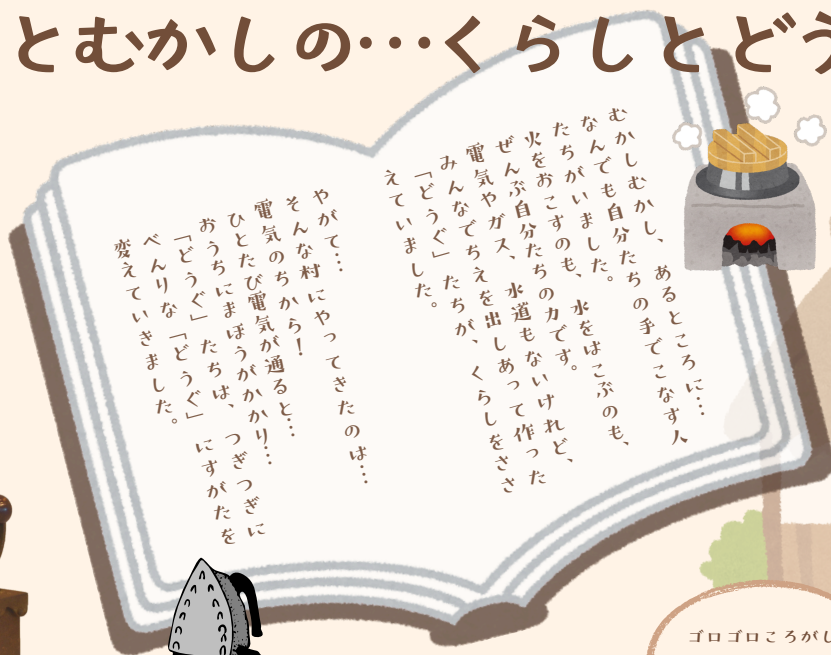 とむかしの…くらしとどう
むかしむかし、あるところに…
なんでも自分たちの手でこなす人
たちがいました。
火をおこすのも、水をはこぶのも、
ぜんぶ自分たちの力です。
電気やガス、水道もないけれど、
みんなでちえを出しあって作った
「どうぐ」たちが、くらしをささ
えていました。
やがて…
そんな村にやってきたのは…
電気のちから！
ひとたび電気が通ると…
おうちにまほうがかかり…
「どうぐ」たちは、つぎつぎに
べんりな「どうぐ」にすがたを
変えていきました。
ゴロゴロころがし